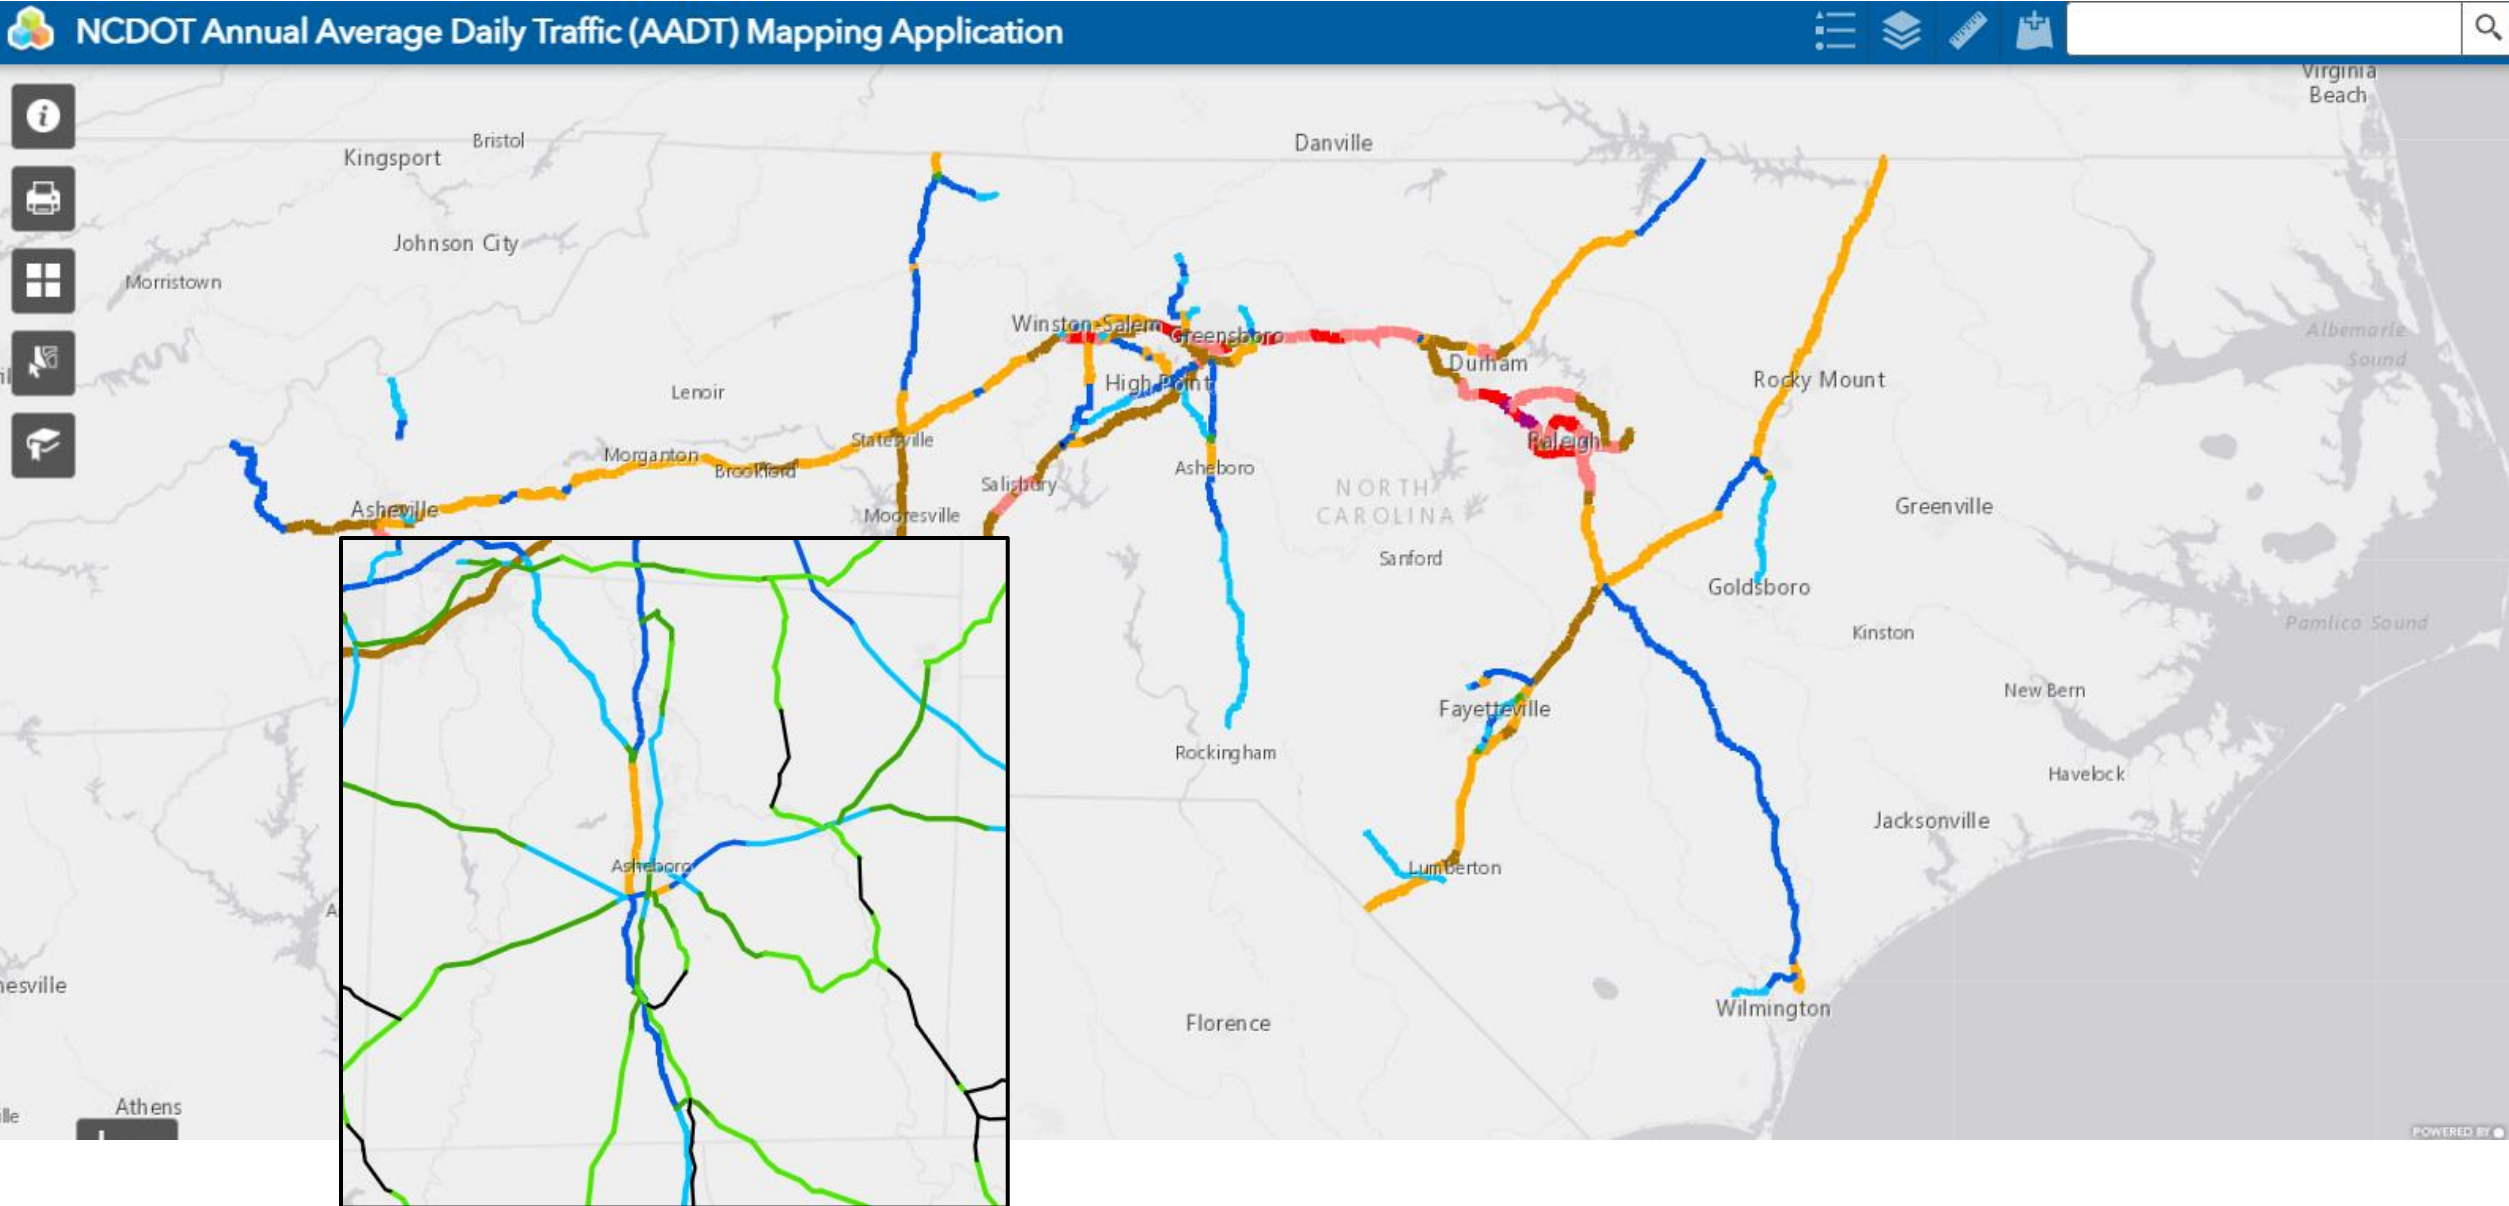 NCDOT Annual Average Daily Traffic (AADT) Mapping Application
Virginia
Beach
Bristol
Kingsport
Danville
Johnson City
Morristown
Winston-Salem
Greensboro
Albemarle
Sound
Durham
High Point
Rocky Mount
Lenoir
Statesville
Raleigh
Morganton
Brookford
Asheboro
Salisbury
NORTH
CAROLINA
Asheville
Mooresville
Greenville
Sanford
Goldsboro
Pamlico Sound
Kinston
New Bern
Fayetteville
Rockingham
Havelock
Jacksonville
Asheboro
Lumberton
A
nesville
Wilmington
Florence
Athens
lle
POWERED BY